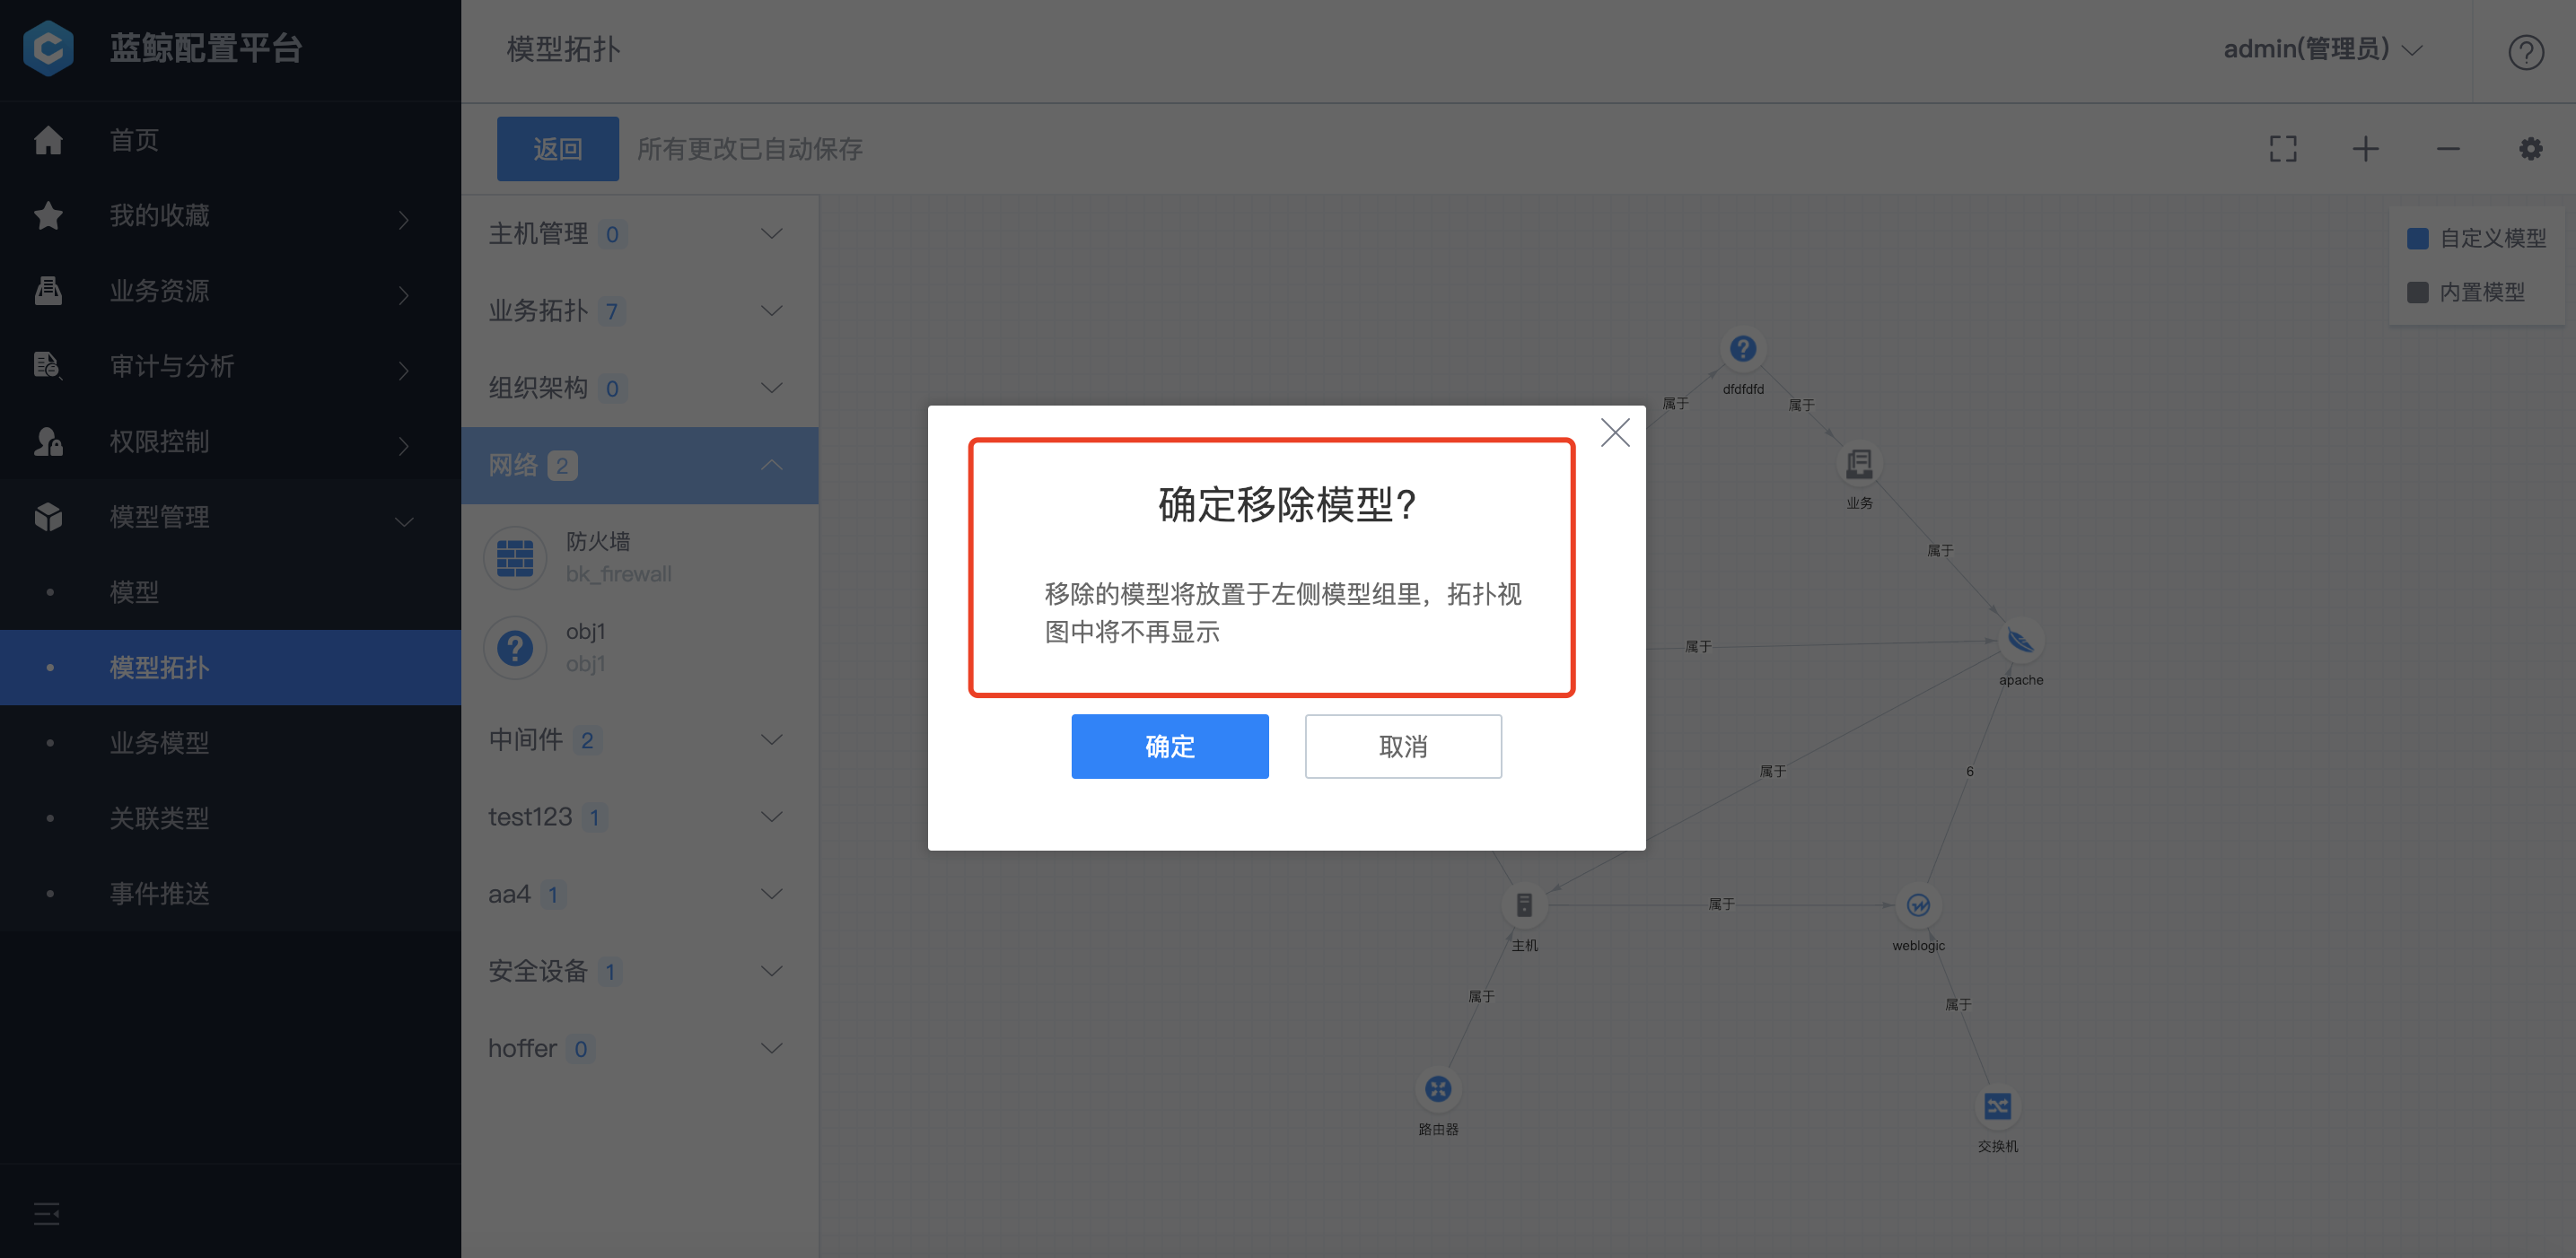 蓝鲸配置平台
模型拓扑
admin(管理员)
首页
我的收藏
业务资源
审计与分析
权限控制
模型管理
模型
模型拓扑
业务模型
关联类型
事件推送
返回 所有更改已自动保存
主机管理 0
业务拓扑 7
组织架构 0
网络 2
防火墙
bk_firewall
obj1
obj1
中间件 2
test123 1
aa4 1
安全设备 1
hoffer 0
自定义模型
内置模型
dfdfdfd
属于
属于
业务
属于
属于
apache
属于
6
主机
属于
weblogic
属于
属于
路由器
交换机
确定移除模型?
移除的模型将放置于左侧模型组里，拓扑视
图中将不再显示
确定
取消